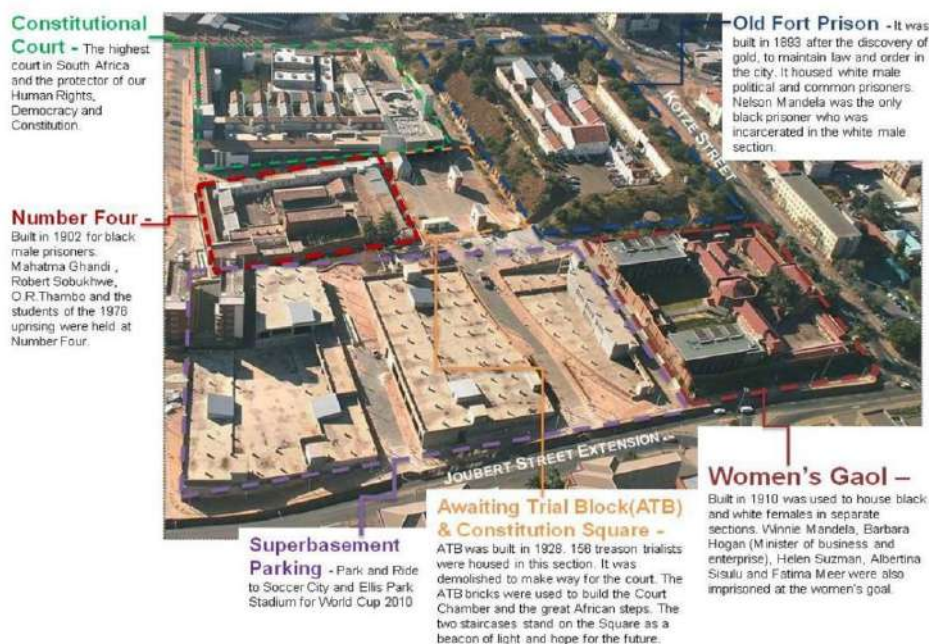 Constitutional
Court - The highest
court in South Africa
and the protector of our
Human Rights,
Democracy and
Constitution.
Old Fort Prison - It was
built in 1893 after the discovery of
gold, to maintain law and order in
the city. It housed white male
political and common prisoners.
Nelson Mandela was the only
black prisoner who was
incarcerated in the white male
section.
KOTZE STREET
Number Four -
Built in 1902 for black
male prisoners.
Mahatma Ghandi ,
Robert Sobukhwe,
O.R.Thambo and the
students of the 1976
uprising were held at
Number Four.
JOUBERT STREET EXTENSION
Women's Gaol –
Built in 1910 was used to house black
and white females in separate
sections. Winnie Mandela, Barbara
Hogan (Minister of business and
enterprise), Helen Suzman, Albertina
Sisulu and Fatima Meer were also
imprisoned at the women's goal.
Awaiting Trial Block(ATB)
& Constitution Square -
ATB was built in 1928. 156 treason trialists
were housed in this section. It was
demolished to make way for the court. The
ATB bricks were used to build the Court
Chamber and the great African steps. The
two staircases stand on the Square as a
beacon of light and hope for the future.
Superbasement
Parking - Park and Ride
to Soccer City and Ellis Park
Stadium for World Cup 2010